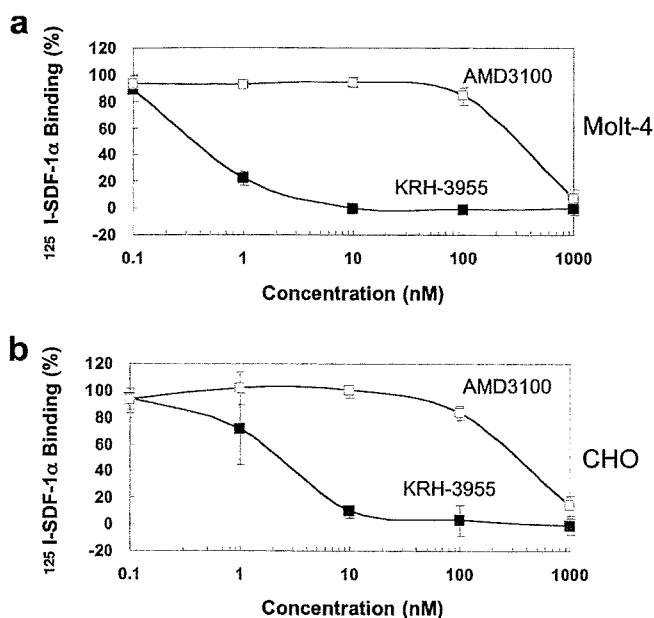 a
¹²⁵ I-SDF-1α Binding (%)
120
100
80
60
40
20
0
-20
AMD3100
KRH-3955
Molt-4
0.1 1 10 100 1000
Concentration (nM)
b
¹²⁵ I-SDF-1α Binding (%)
120
100
80
60
40
20
0
-20
AMD3100
KRH-3955
CHO
0.1 1 10 100 1000
Concentration (nM)